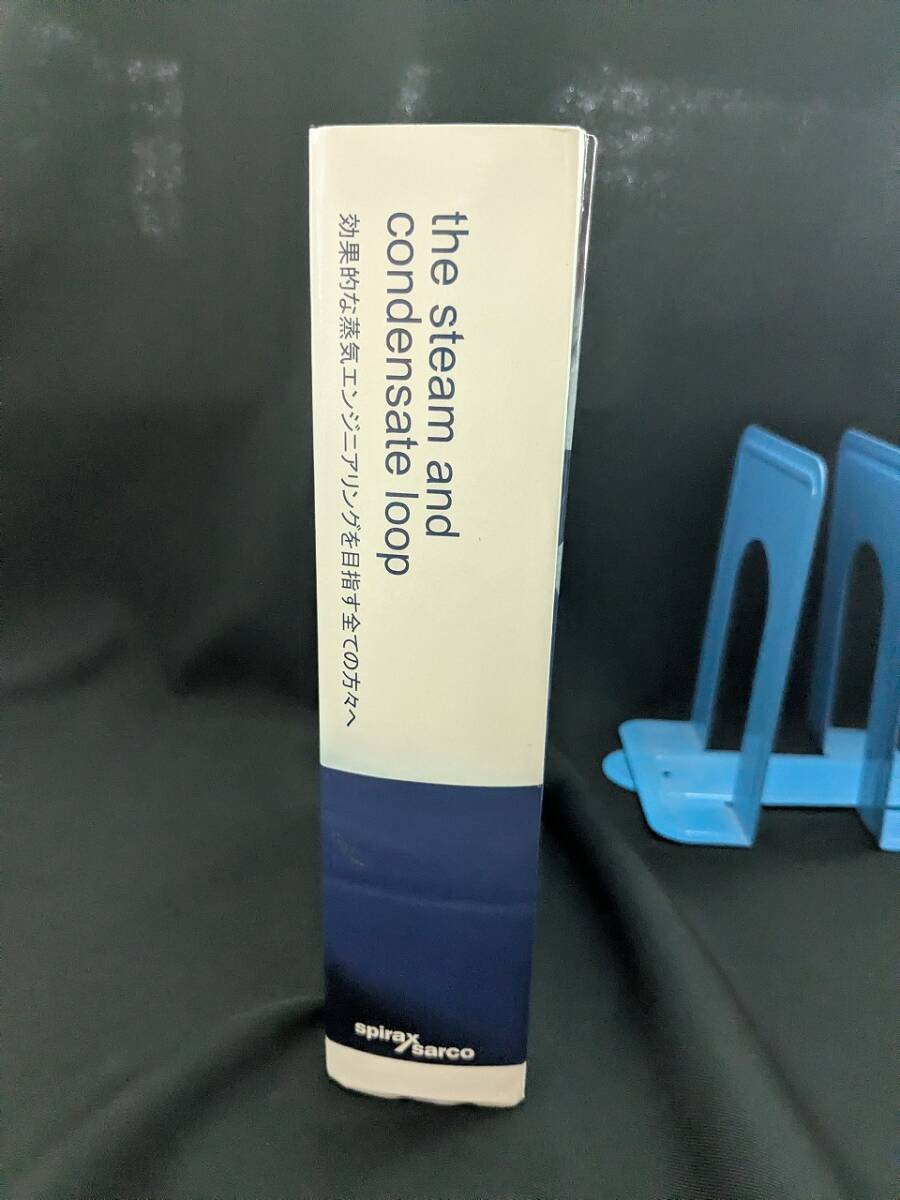 the steam and
condensate loop
効果的な蒸気エンジニアリングを目指す全ての方々へ
spirax
sarco